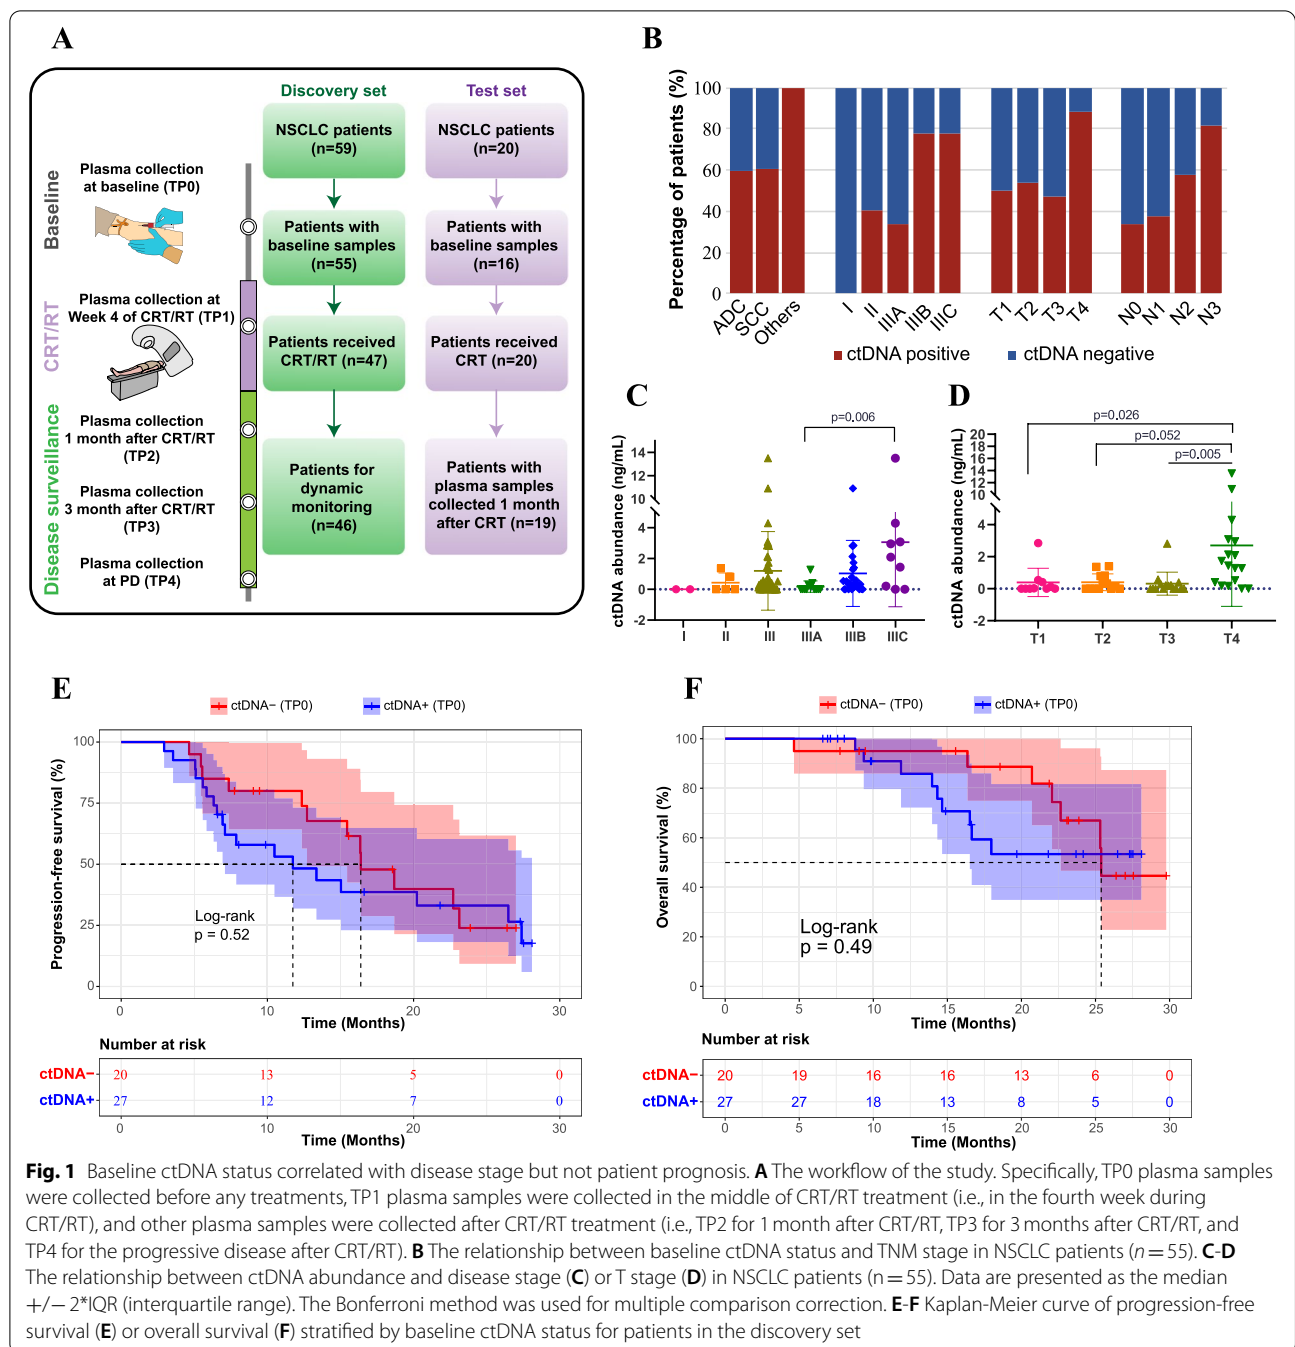 A
Discovery set
Test set
NSCLC patients
(n=59)
NSCLC patients
(n=20)
Baseline
Plasma collection
at baseline (TP0)
Patients with
baseline samples
(n=55)
Patients with
baseline samples
(n=16)
CRT/RT
Plasma collection at
Week 4 of CRT/RT (TP1)
Patients received
CRT/RT (n=47)
Patients received
CRT (n=20)
Disease surveillance
Plasma collection
1 month after CRT/RT
(TP2)
Plasma collection
3 month after CRT/RT
(TP3)
Plasma collection
at PD (TP4)
Patients for
dynamic
monitoring
(n=46)
Patients with
plasma samples
collected 1 month
after CRT (n=19)
B
Percentage of patients (%)
100
80
60
40
20
0
ADC SCC Others I II IIIA IIIB IIIC T1 T2 T3 T4 N0 N1 N2 N3
ctDNA positive ctDNA negative
C
ctDNA abundance (ng/mL)
p=0.006
14
12
10
4
2
0
-2
I II III IIIA IIIB IIIC
D
ctDNA abundance (ng/mL)
p=0.026
p=0.052
p=0.005
20
18
16
14
12
10
4
2
0
-2
T1 T2 T3 T4
E
ctDNA− (TP0) ctDNA+ (TP0)
Progression-free survival (%)
100
75
50
25
0
Log-rank
p = 0.52
0 10 20 30
Time (Months)
Number at risk
ctDNA− 20 13 5 0
ctDNA+ 27 12 7 0
0 10 20 30
Time (Months)
F
ctDNA− (TP0) ctDNA+ (TP0)
Overall survival (%)
100
80
60
40
20
0
Log-rank
p = 0.49
0 5 10 15 20 25 30
Time (Months)
Number at risk
ctDNA− 20 19 16 16 13 6 0
ctDNA+ 27 27 18 13 8 5 0
0 5 10 15 20 25 30
Time (Months)
Fig. 1 Baseline ctDNA status correlated with disease stage but not patient prognosis. A The workflow of the study. Specifically, TP0 plasma samples
were collected before any treatments, TP1 plasma samples were collected in the middle of CRT/RT treatment (i.e., in the fourth week during
CRT/RT), and other plasma samples were collected after CRT/RT treatment (i.e., TP2 for 1 month after CRT/RT, TP3 for 3 months after CRT/RT, and
TP4 for the progressive disease after CRT/RT). B The relationship between baseline ctDNA status and TNM stage in NSCLC patients (n = 55). C-D
The relationship between ctDNA abundance and disease stage (C) or T stage (D) in NSCLC patients (n = 55). Data are presented as the median
+/− 2*IQR (interquartile range). The Bonferroni method was used for multiple comparison correction. E-F Kaplan-Meier curve of progression-free
survival (E) or overall survival (F) stratified by baseline ctDNA status for patients in the discovery set